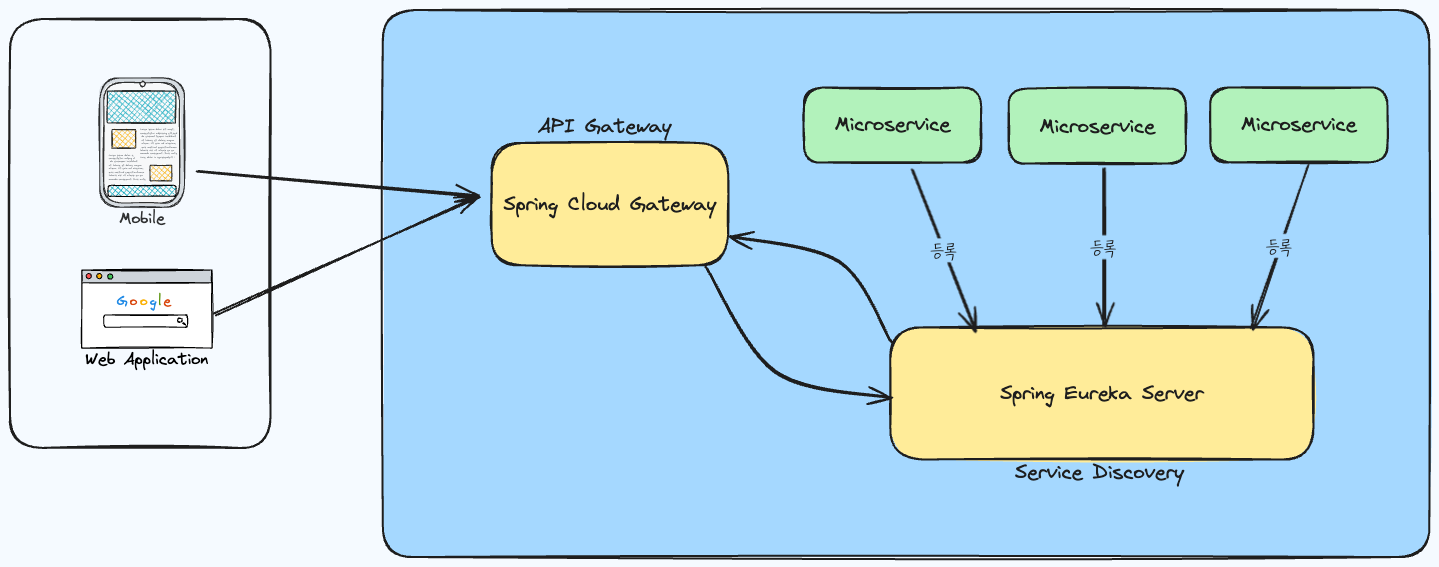 Mobile
Google
Web Application
API Gateway
Spring Cloud Gateway
Microservice
Microservice
Microservice
등록
등록
등록
Spring Eureka Server
Service Discovery